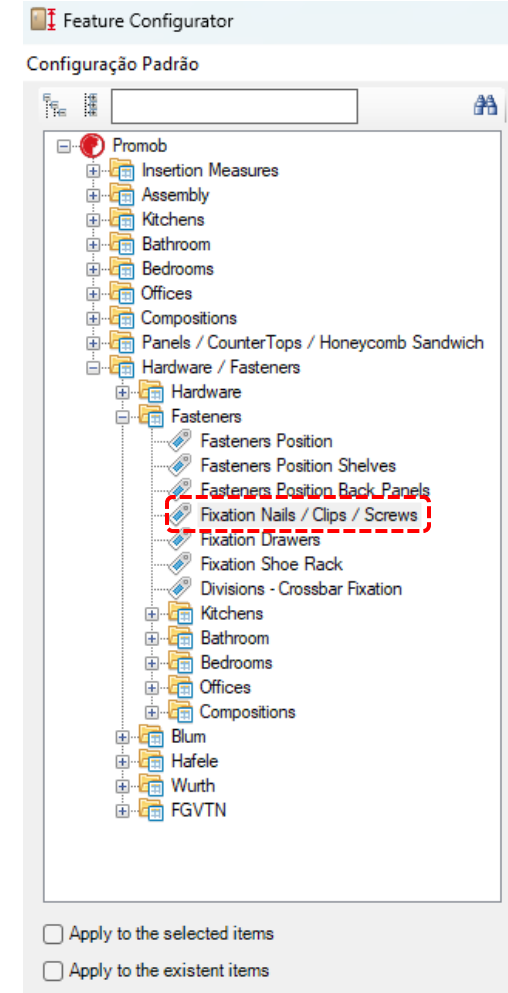 Feature Configurator
Configuração Padrão
Promob
Insertion Measures
Assembly
Kitchens
Bathroom
Bedrooms
Offices
Compositions
Panels / CounterTops / Honeycomb Sandwich
Hardware / Fasteners
Hardware
Fasteners
Fasteners Position
Fasteners Position Shelves
Fasteners Position Back Panels
Fixation Nails / Clips / Screws
Fixation Drawers
Fixation Shoe Rack
Divisions - Crossbar Fixation
Kitchens
Bathroom
Bedrooms
Offices
Compositions
Blum
Hafele
Wurth
FGVTN
Apply to the selected items
Apply to the existent items